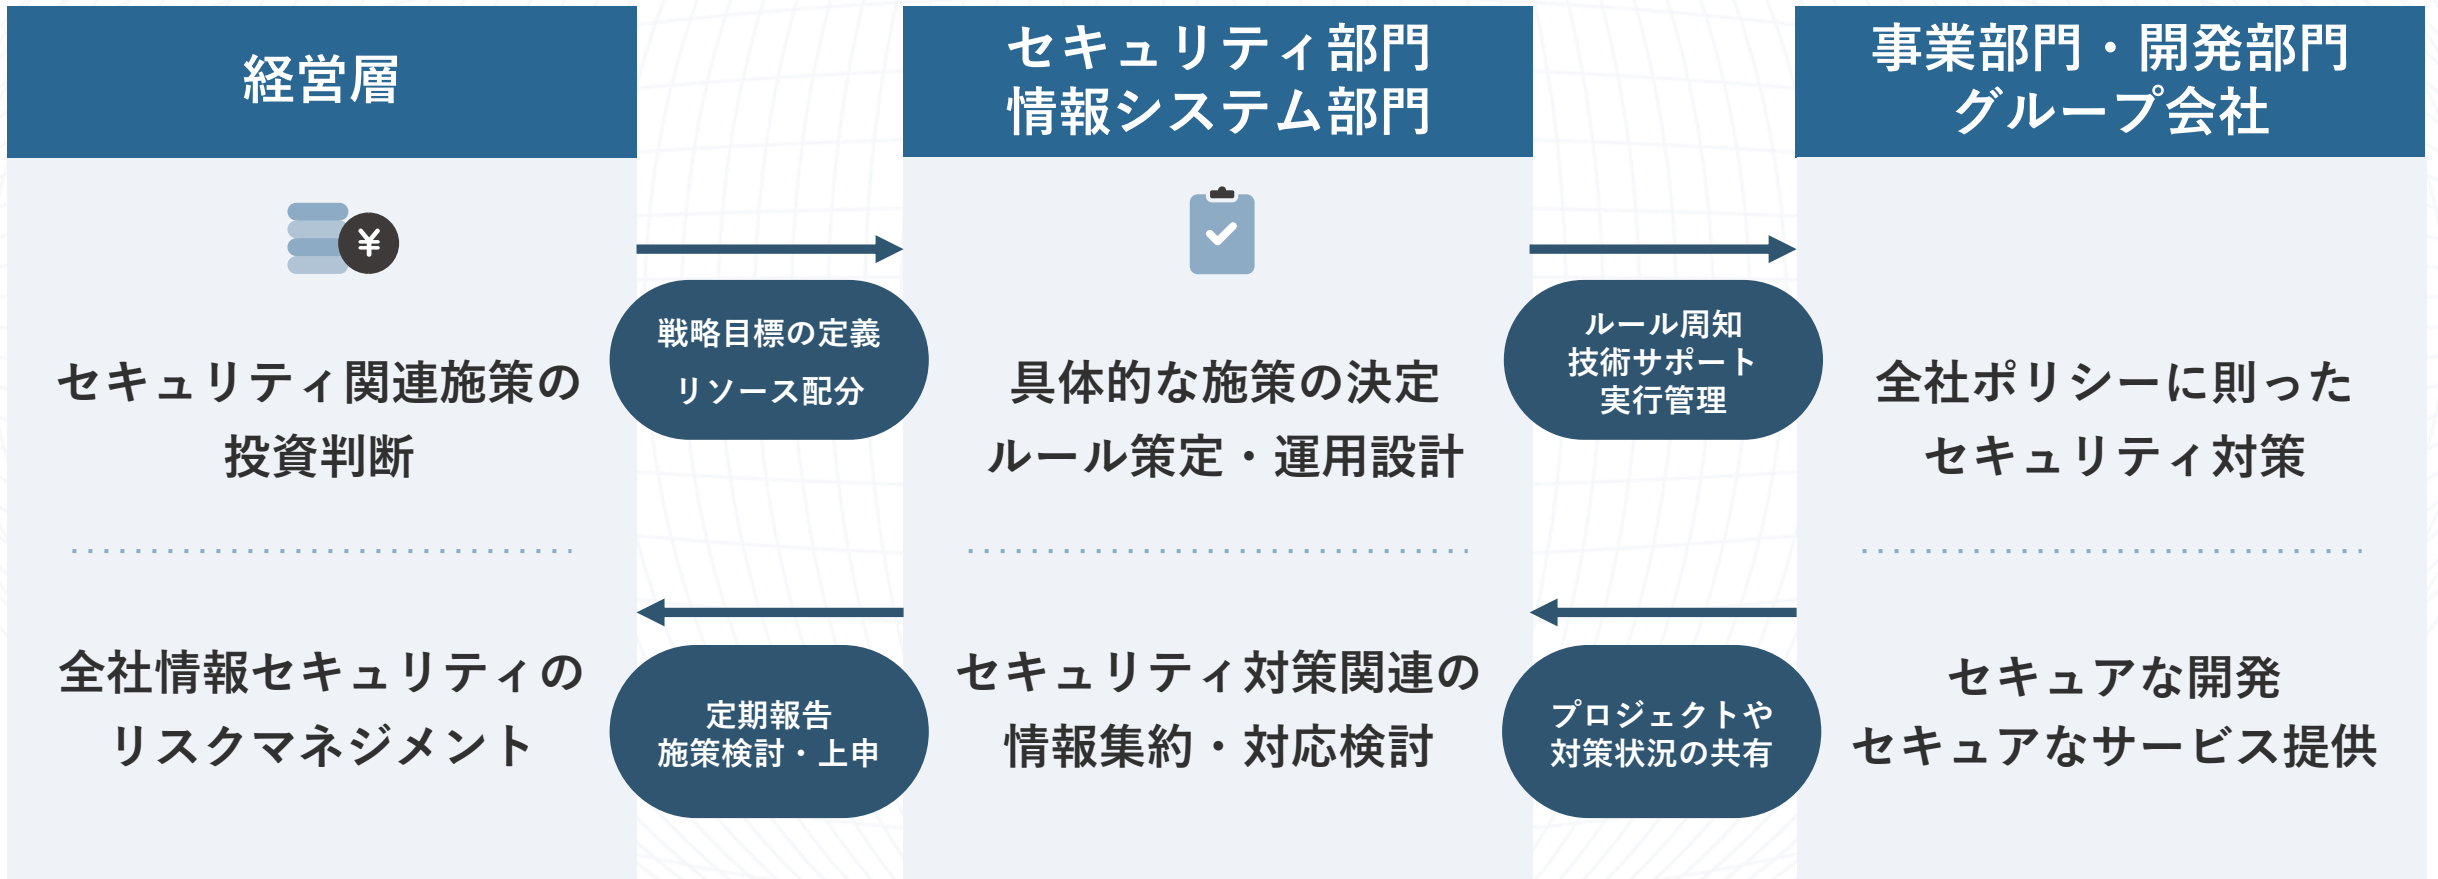 経営層
セキュリティ関連施策の
投資判断
全社情報セキュリティの
リスクマネジメント
戦略目標の定義
リソース配分
定期報告
施策検討・上申
セキュリティ部門
情報システム部門
具体的な施策の決定
ルール策定・運用設計
セキュリティ対策関連の
情報集約・対応検討
ルール周知
技術サポート
実行管理
プロジェクトや
対策状況の共有
事業部門・開発部門
グループ会社
全社ポリシーに則った
セキュリティ対策
セキュアな開発
セキュアなサービス提供
¥